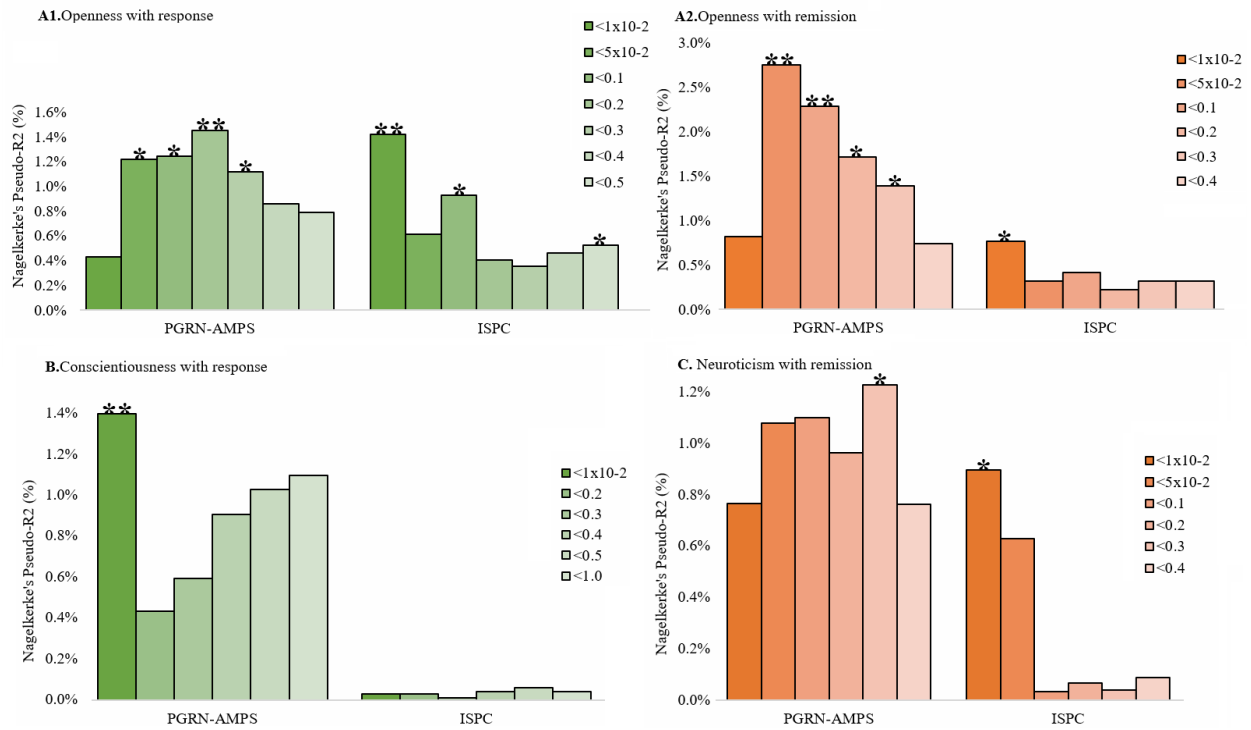 A1.Openness with response
Nagelkerke's Pseudo-R2 (%)
1.6%
1.4%
1.2%
1.0%
0.8%
0.6%
0.4%
0.2%
0.0%
** ** * * * * *
PGRN-AMPS ISPC
<1x10-2
<5x10-2
<0.1
<0.2
<0.3
<0.4
<0.5
A2.Openness with remission
Nagelkerke's Pseudo-R2 (%)
3.0%
2.5%
2.0%
1.5%
1.0%
0.5%
0.0%
** ** * * *
PGRN-AMPS ISPC
<1x10-2
<5x10-2
<0.1
<0.2
<0.3
<0.4
B.Conscientiousness with response
Nagelkerke's Pseudo-R2 (%)
1.4%
1.2%
1.0%
0.8%
0.6%
0.4%
0.2%
0.0%
**
PGRN-AMPS ISPC
<1x10-2
<0.2
<0.3
<0.4
<0.5
<1.0
C. Neuroticism with remission
Nagelkerke's Pseudo-R2 (%)
1.2%
1.0%
0.8%
0.6%
0.4%
0.2%
0.0%
* *
PGRN-AMPS ISPC
<1x10-2
<5x10-2
<0.1
<0.2
<0.3
<0.4